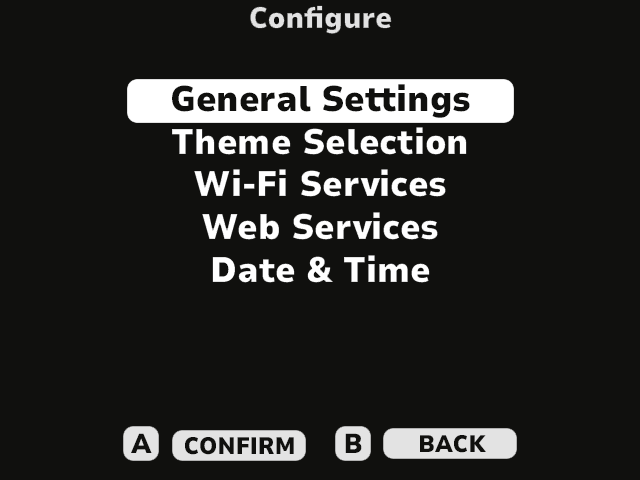 Configure
General Settings
Theme Selection
Wi-Fi Services
Web Services
Date & Time
A CONFIRM B BACK